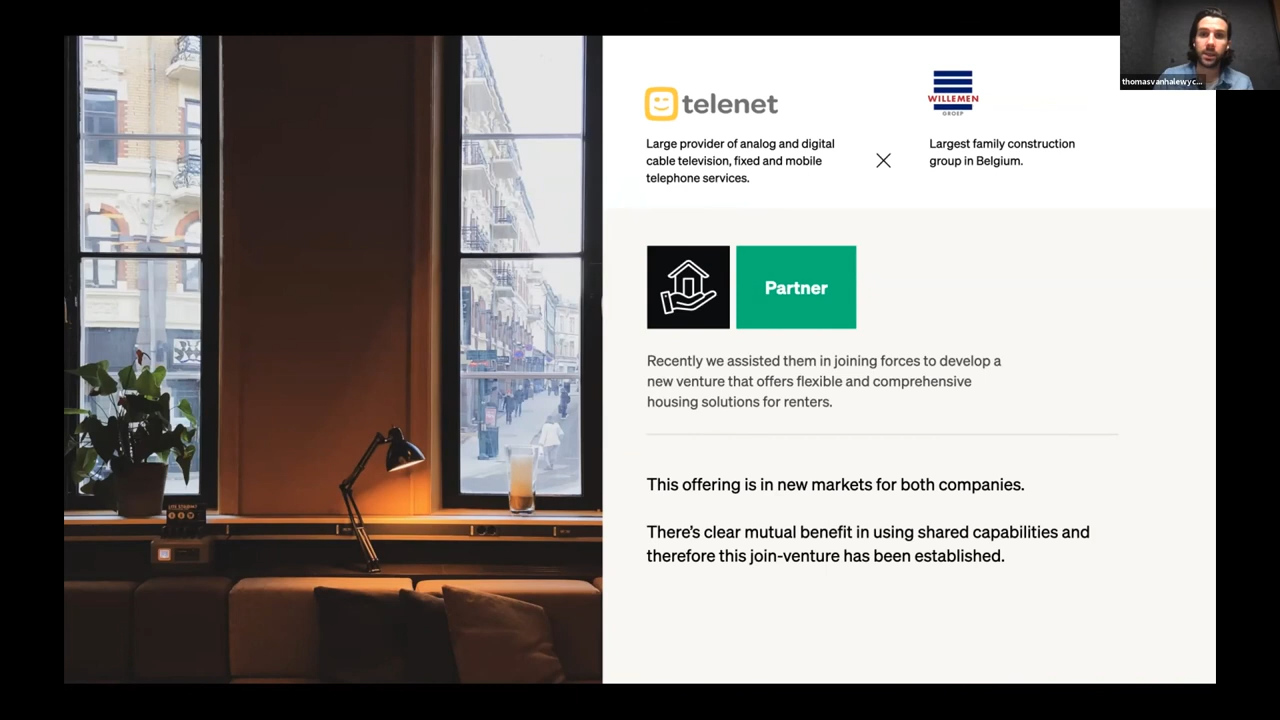 thomasvanhalewyc...
telenet
WILLEMEN
GROEP
Large provider of analog and digital
cable television, fixed and mobile
telephone services.
Largest family construction
group in Belgium.
Partner
Recently we assisted them in joining forces to develop a
new venture that offers flexible and comprehensive
housing solutions for renters.
This offering is in new markets for both companies.
There's clear mutual benefit in using shared capabilities and
therefore this join-venture has been established.